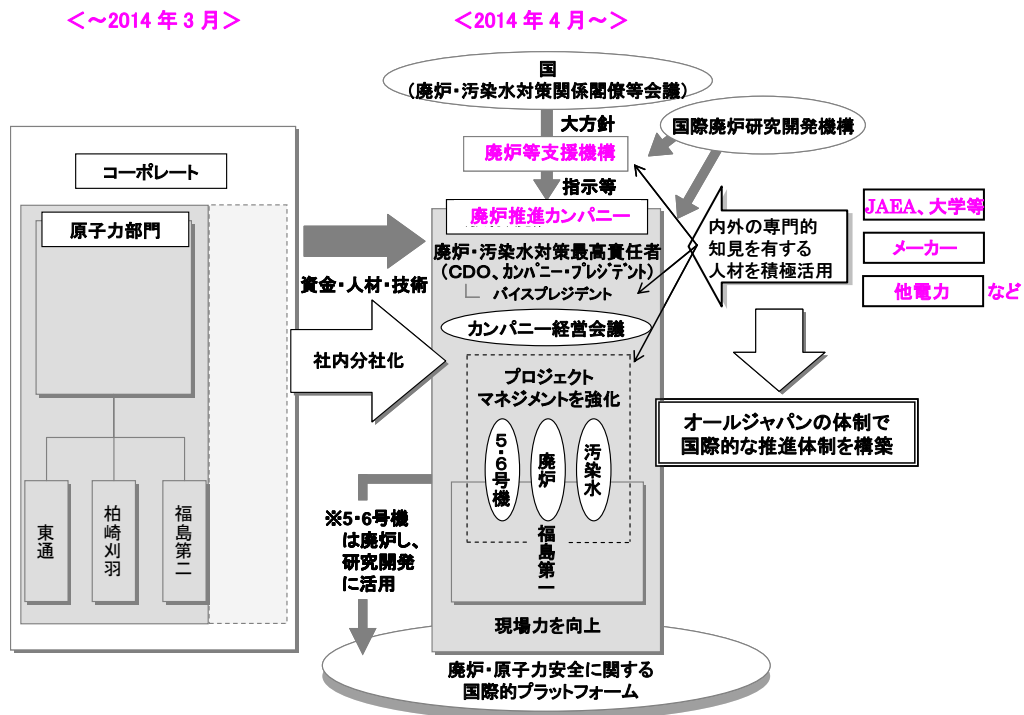 ＜～2014年3月＞
＜2014年4月～＞
国
（廃炉・汚染水対策関係閣僚等会議）
大方針
国際廃炉研究開発機構
廃炉等支援機構
指示等
コーポレート
原子力部門
東通
柏崎刈羽
福島第二
資金・人材・技術
社内分社化
廃炉推進カンパニー
廃炉・汚染水対策最高責任者
（CDO、カンパニー・プレジデント）
バイスプレジデント
カンパニー経営会議
プロジェクト
マネジメントを強化
5・6号機
廃炉
汚染水
福島第一
現場力を向上
※5・6号機
は廃炉し、
研究開発
に活用
廃炉・原子力安全に関する
国際的プラットフォーム
内外の専門的
知見を有する
人材を積極活用
JAEA、大学等
メーカー
他電力
など
オールジャパンの体制で
国際的な推進体制を構築